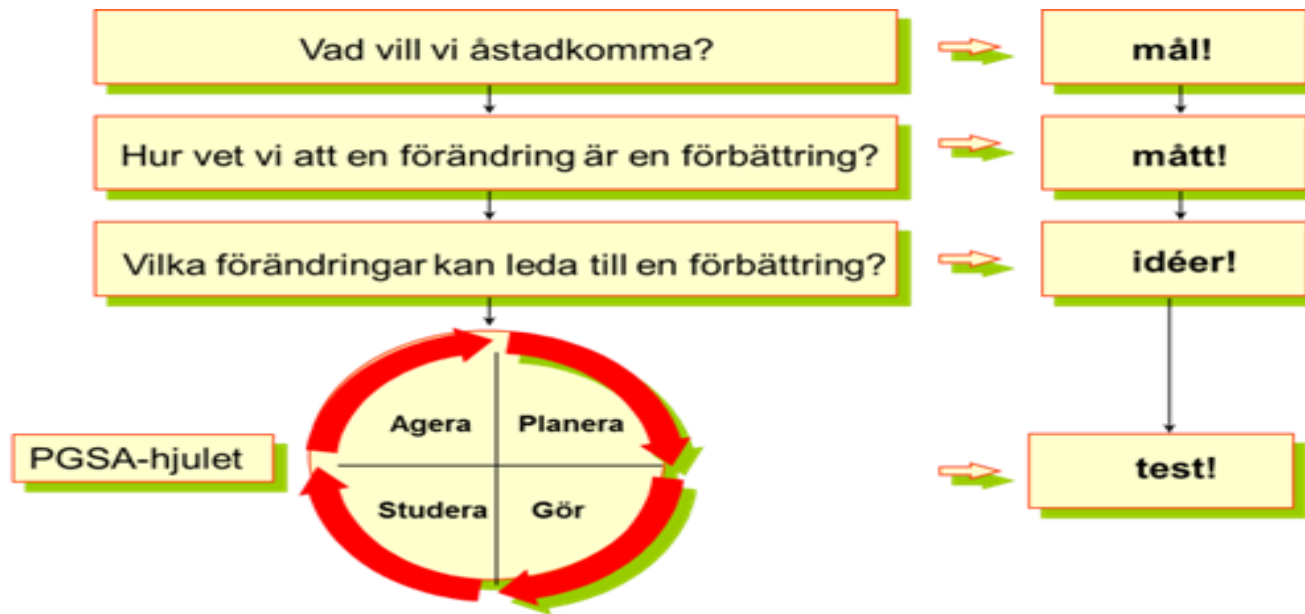 Vad vill vi åstadkomma?
mål!
Hur vet vi att en förändring är en förbättring?
mått!
Vilka förändringar kan leda till en förbättring?
idéer!
Agera
Planera
PGSA-hjulet
test!
Studera
Gör